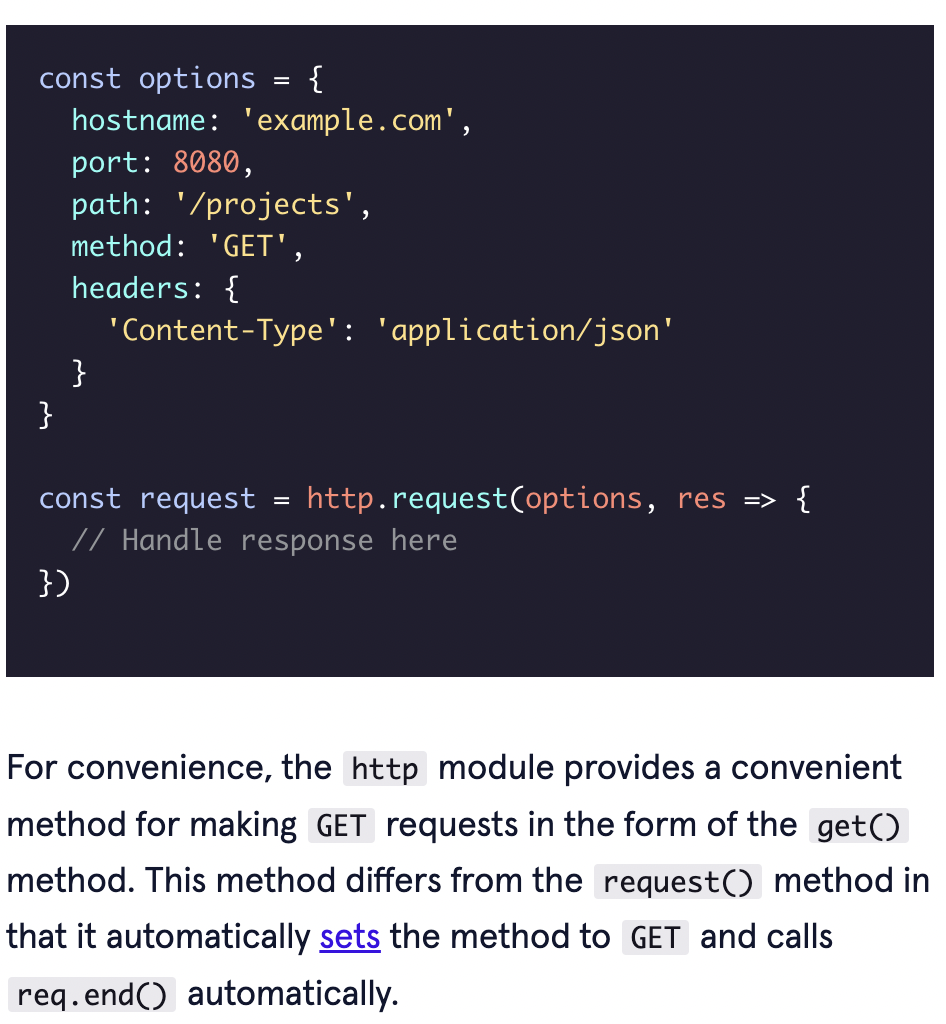 const options = {
  hostname: 'example.com',
  port: 8080,
  path: '/projects',
  method: 'GET',
  headers: {
    'Content-Type': 'application/json'
  }
}

const request = http.request(options, res => {
  // Handle response here
})

For convenience, the http module provides a convenient
method for making GET requests in the form of the get()
method. This method differs from the request() method in
that it automatically sets the method to GET and calls
req.end() automatically.